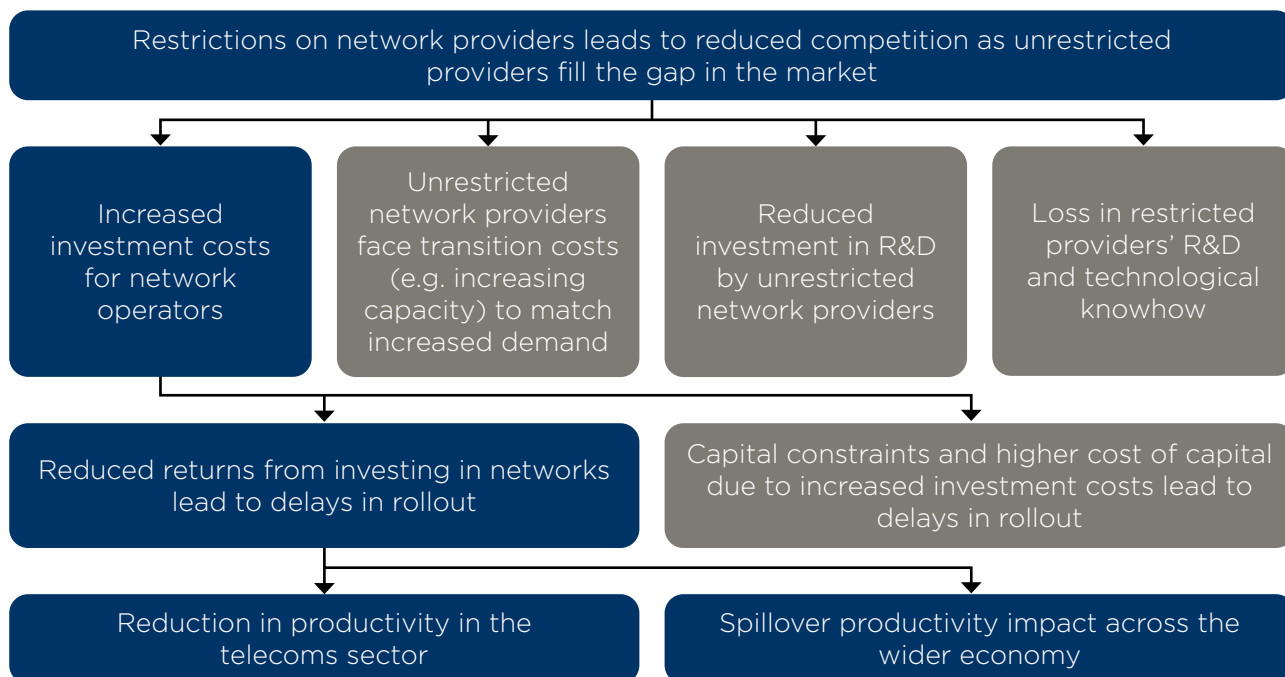 Restrictions on network providers leads to reduced competition as unrestricted
providers fill the gap in the market
Increased
investment costs
for network
operators
Unrestricted
network providers
face transition costs
(e.g. increasing
capacity) to match
increased demand
Reduced
investment in R&D
by unrestricted
network providers
Loss in restricted
providers’ R&D
and technological
knowhow
Reduced returns from investing in networks
lead to delays in rollout
Capital constraints and higher cost of capital
due to increased investment costs lead to
delays in rollout
Reduction in productivity in the
telecoms sector
Spillover productivity impact across the
wider economy